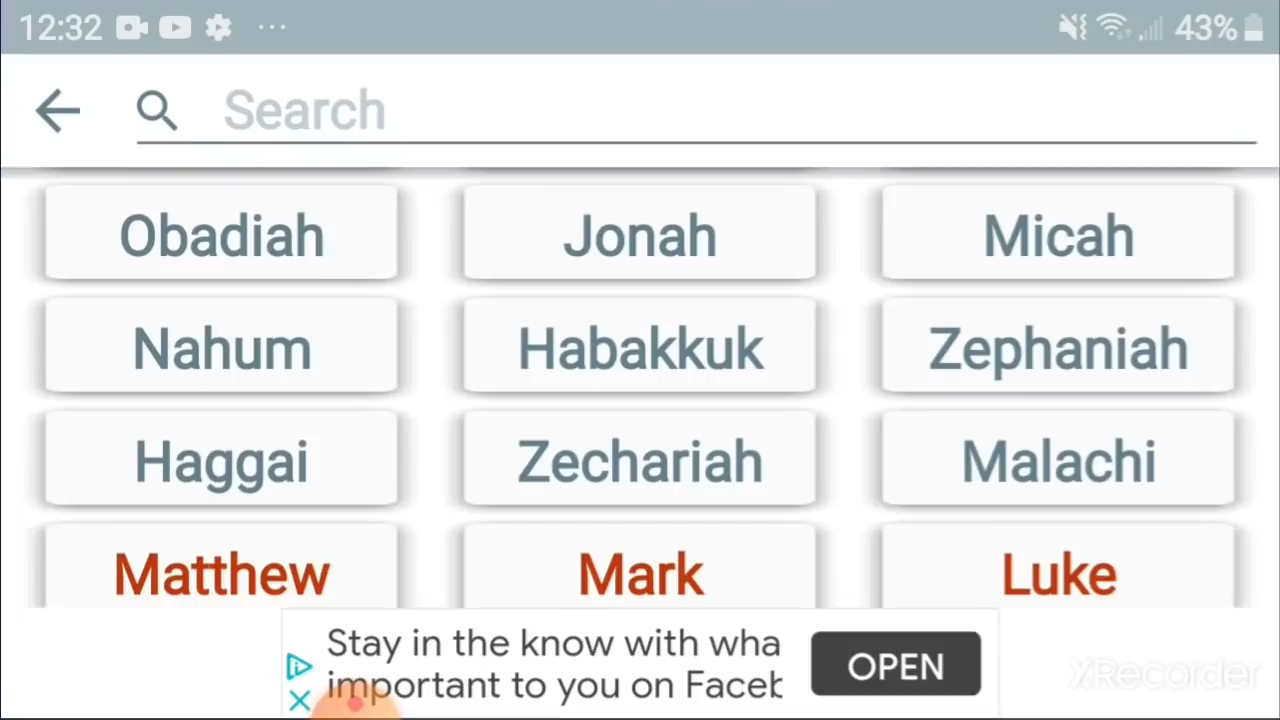 12:32 ... 43%
Search
Obadiah Jonah Micah
Nahum Habakkuk Zephaniah
Haggai Zechariah Malachi
Matthew Mark Luke
Stay in the know with wha
important to you on Faceb
OPEN
XRecorder